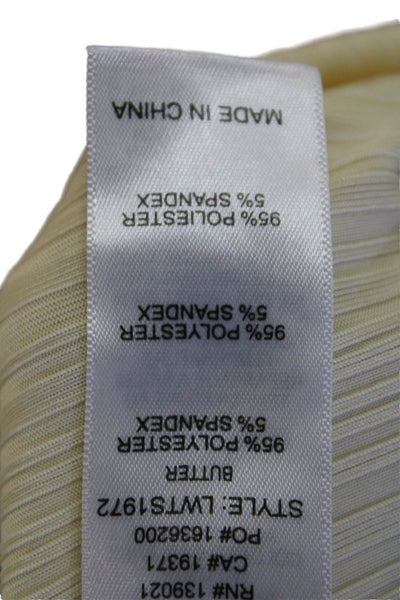 RN# 139021
CA# 19371
PO# 1636200
STYLE: LWTS1972
BUTTER
95% POLYESTER
5% SPANDEX
95% POLYESTER
5% SPANDEX
95% POLIESTER
5% SPANDEX
MADE IN CHINA